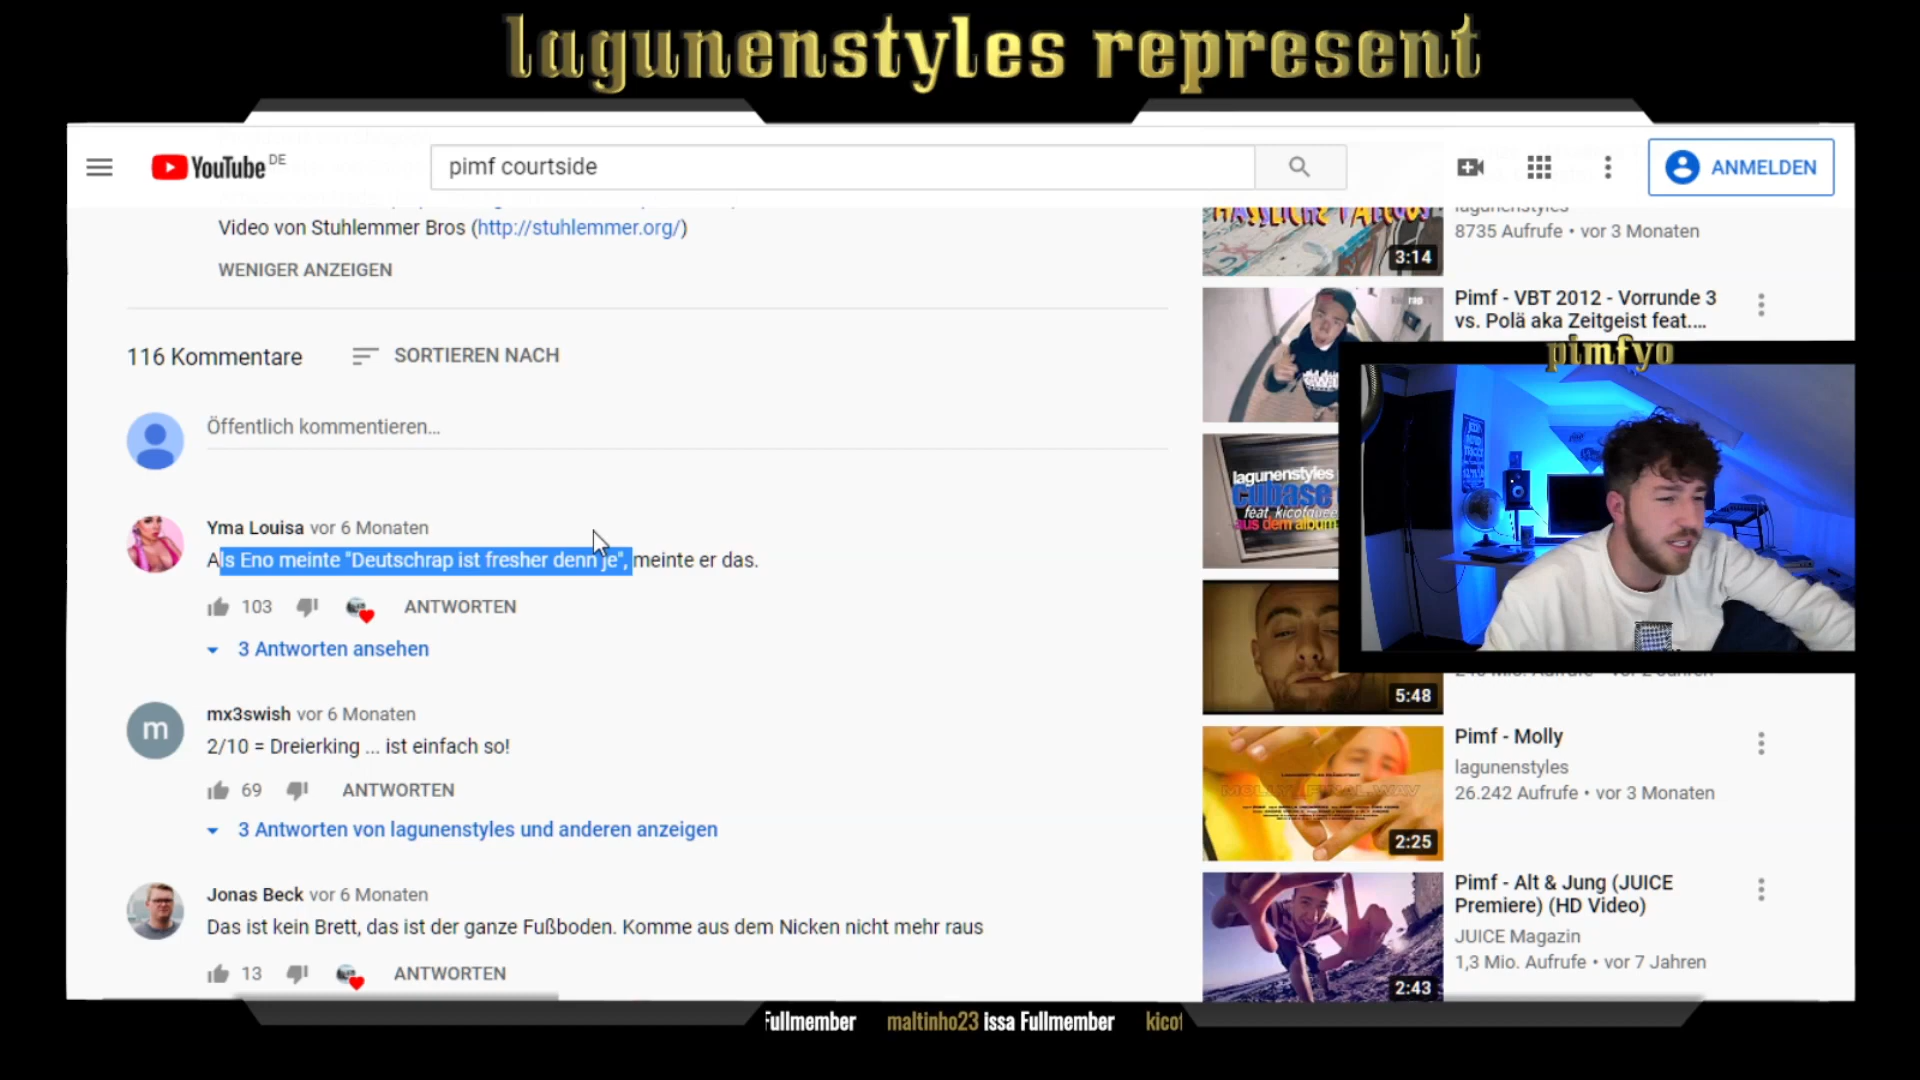 lagunenstyles represent
YouTube DE
pimf courtside
ANMELDEN
Video von Stuhlemmer Bros (http://stuhlemmer.org/)
WENIGER ANZEIGEN
116 Kommentare
SORTIEREN NACH
Öffentlich kommentieren...
Yma Louisa vor 6 Monaten
Als Eno meinte "Deutschrap ist fresher denn je", meinte er das.
103
ANTWORTEN
3 Antworten ansehen
m
mx3swish vor 6 Monaten
2/10 = Dreierking ... ist einfach so!
69
ANTWORTEN
3 Antworten von lagunenstyles und anderen anzeigen
Jonas Beck vor 6 Monaten
Das ist kein Brett, das ist der ganze Fußboden. Komme aus dem Nicken nicht mehr raus
13
ANTWORTEN
3:14
lagunenstyles
8735 Aufrufe • vor 3 Monaten
Pimf - VBT 2012 - Vorrunde 3
vs. Polä aka Zeitgeist feat....
pimfyo
lagunenstyles
cubase
aus dem album
5:48
MOLLY_FINAL.WAV
2:25
Pimf - Molly
lagunenstyles
26.242 Aufrufe • vor 3 Monaten
2:43
Pimf - Alt & Jung (JUICE
Premiere) (HD Video)
JUICE Magazin
1,3 Mio. Aufrufe • vor 7 Jahren
Fullmember maltinho23 issa Fullmember